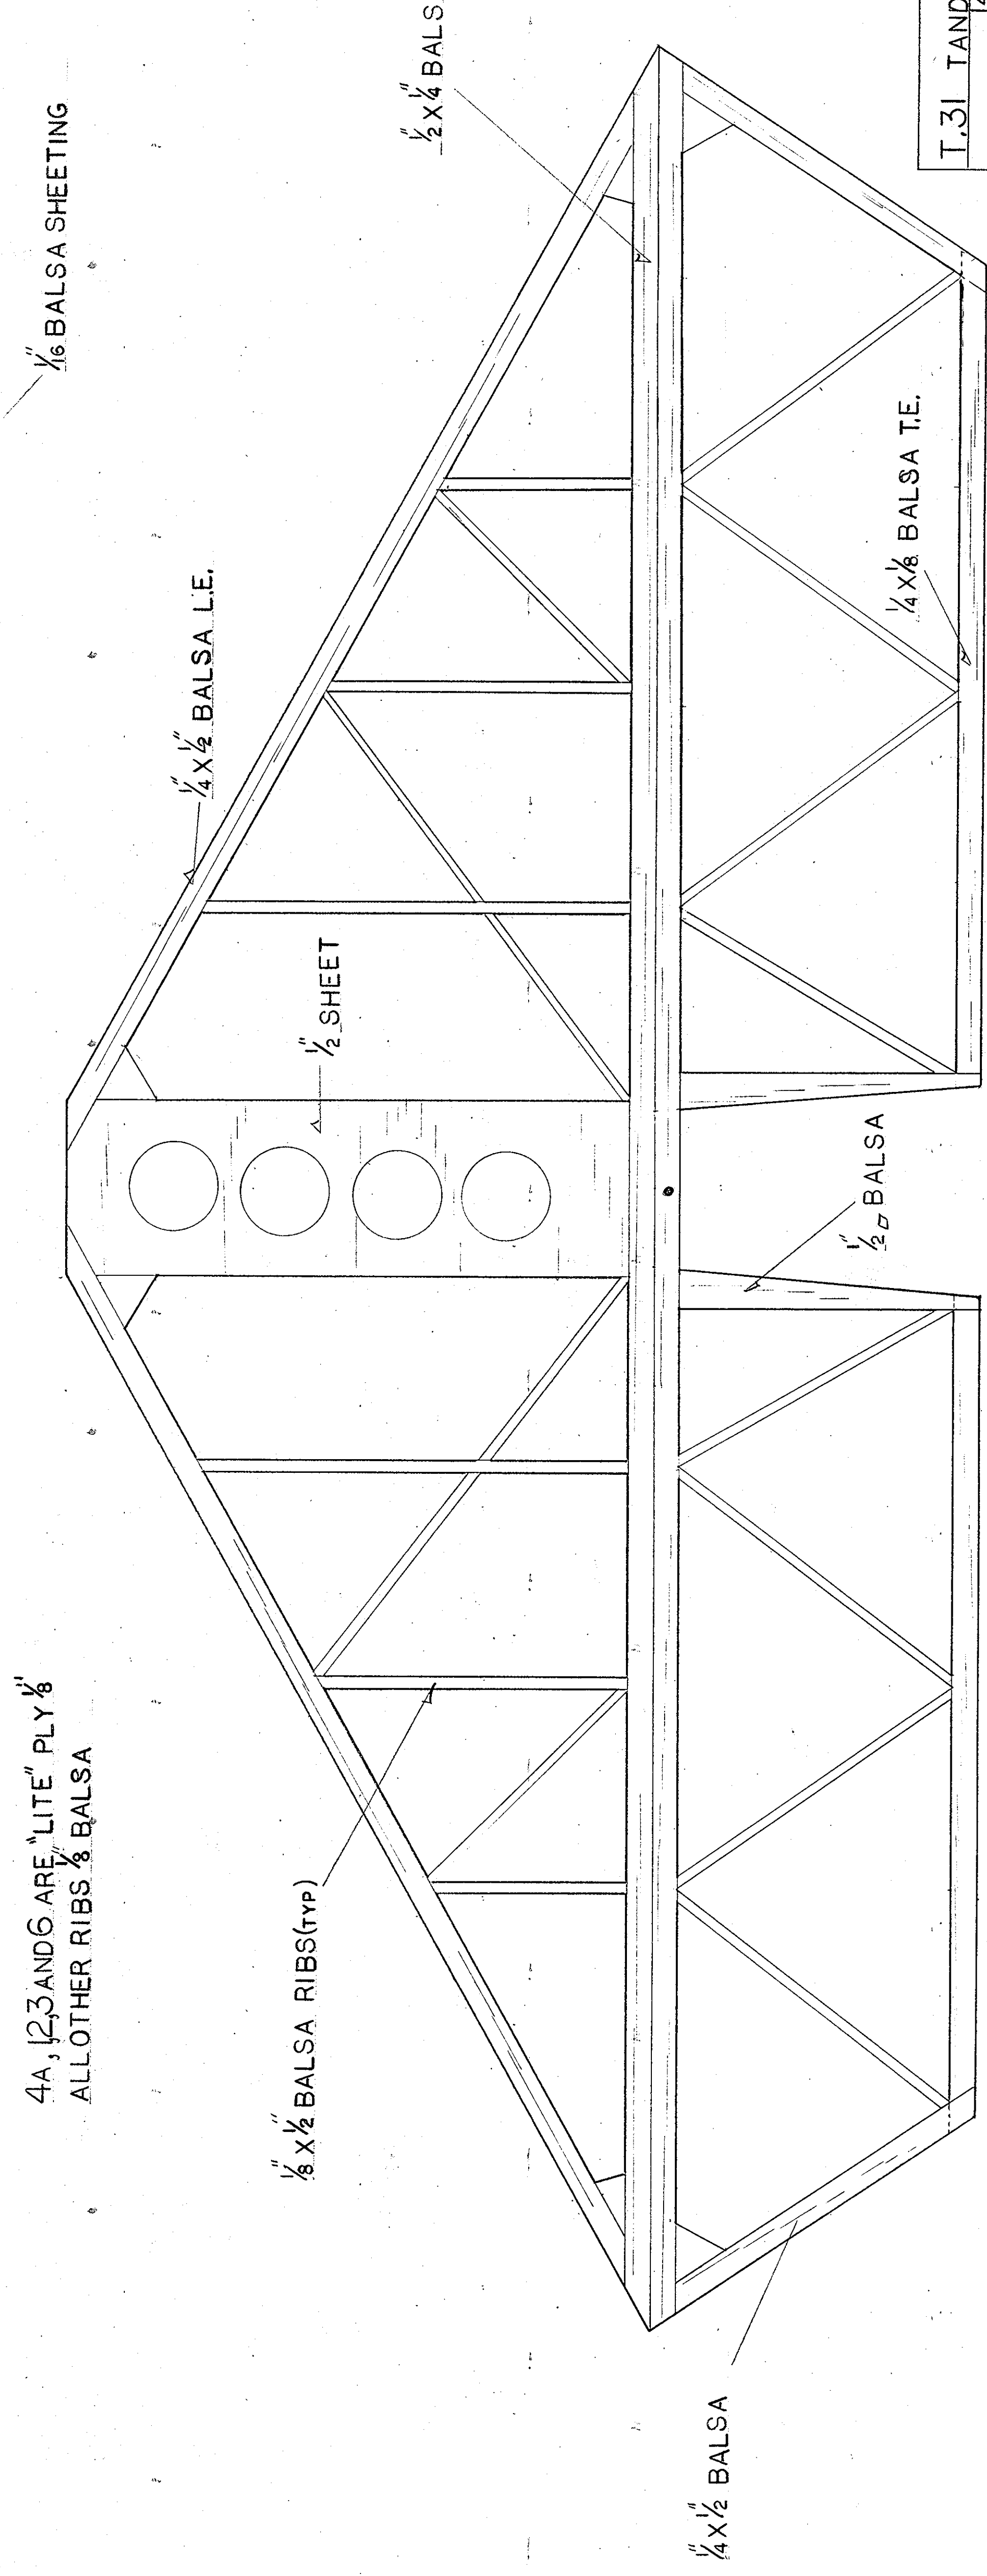 4A, 1,2,3 AND 6 ARE "LITE" PLY 1/8"
ALL OTHER RIBS 1/8" BALSA
1/16" BALSA SHEETING
1/8" X 1/2" BALSA RIBS (TYP)
1/4" X 1/2" BALSA L.E.
1/2" SHEET
1/2" X 1/4" BALS
1/4" X 1/2" BALSA
1/2" BALSA
1/4 X 1/8" BALSA T.E.
T.31 TAND